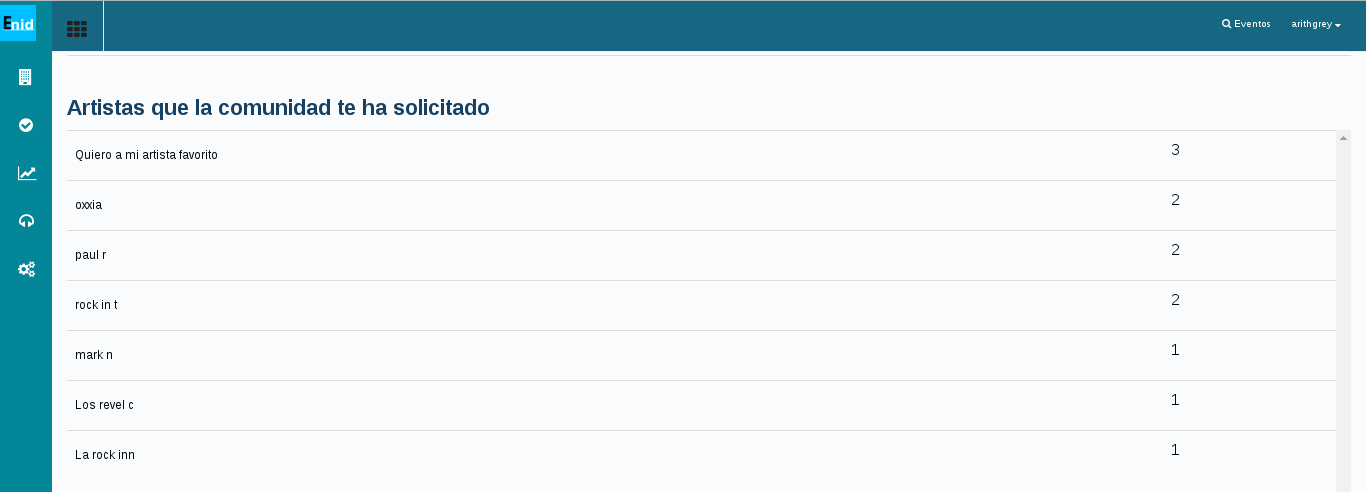 Enid
Eventos
arithgrey
Artistas que la comunidad te ha solicitado
Quiero a mi artista favorito 3
oxxia 2
paul r 2
rock in t 2
mark n 1
Los revel c 1
La rock inn 1